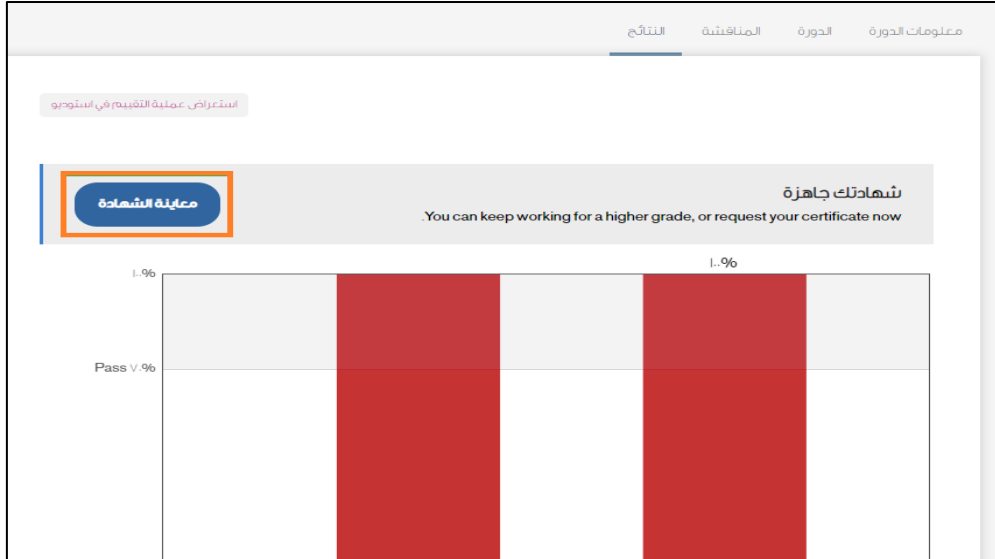 معلومات الدورة الدورة المناقشة النتائج
استعراض عملية التقييم في استوديو
شهادتك جاهزة
You can keep working for a higher grade, or request your certificate now.
معاينة الشهادة
١٠٠%
١٠٠%
Pass ٧٠%